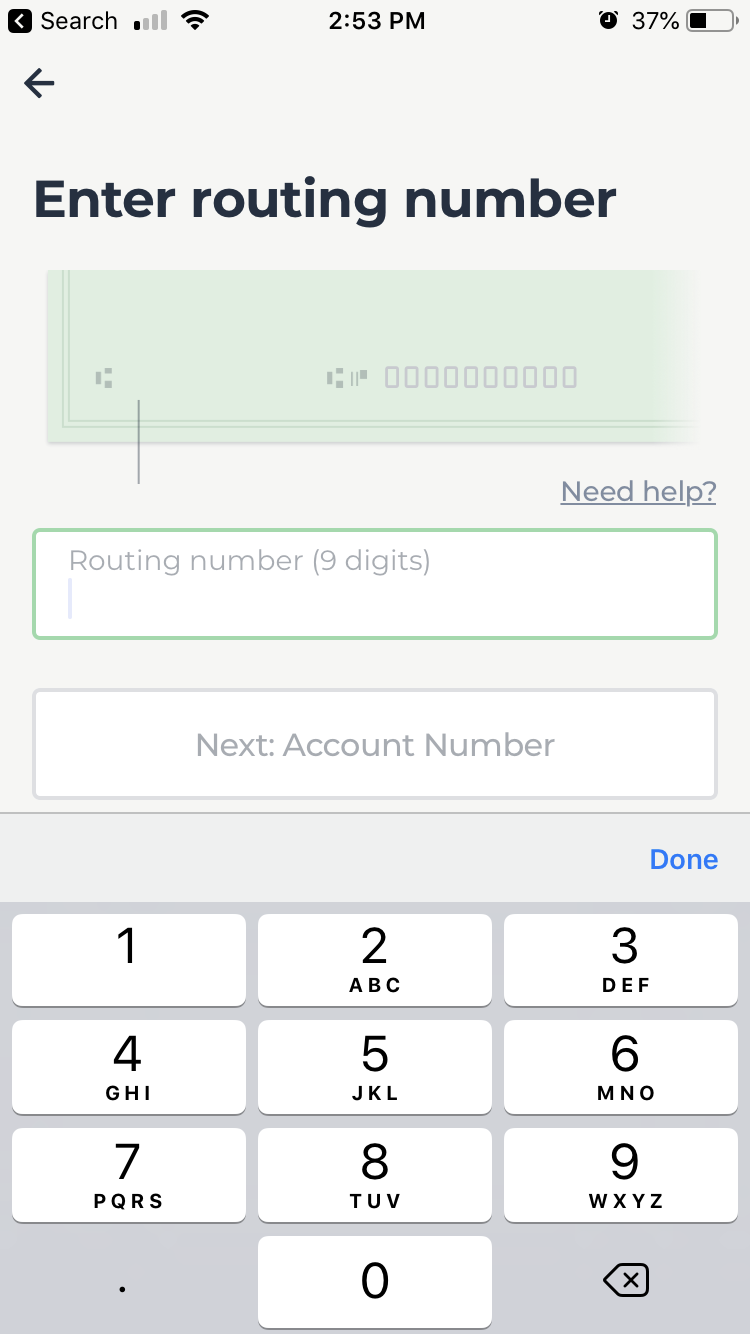 Search 2:53 PM 37%
Enter routing number
Need help?
Routing number (9 digits)
Next: Account Number
Done
1 2 3
ABC DEF
4 5 6
GHI JKL MNO
7 8 9
PQRS TUV WXYZ
. 0